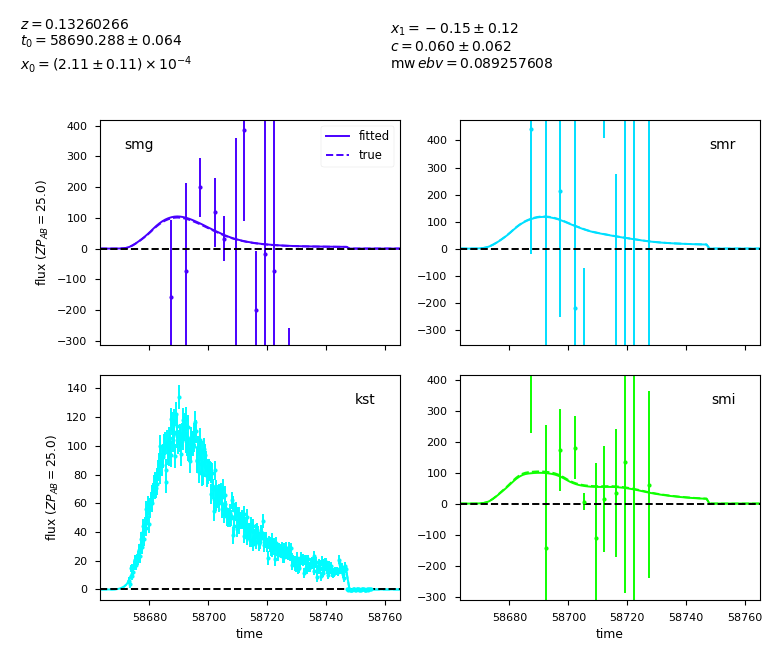 z = 0.13260266
t₀ = 58690.288 ± 0.064
x₀ = (2.11 ± 0.11) × 10⁻⁴
x₁ = −0.15 ± 0.12
c = 0.060 ± 0.062
mw ebv = 0.089257608
400
300
200
100
0
−100
−200
−300
flux (ZP_AB = 25.0)
smg
fitted
true
400
300
200
100
0
−100
−200
−300
smr
140
120
100
80
60
40
20
0
flux (ZP_AB = 25.0)
kst
58680
58700
58720
58740
58760
time
400
300
200
100
0
−100
−200
−300
smi
58680
58700
58720
58740
58760
time